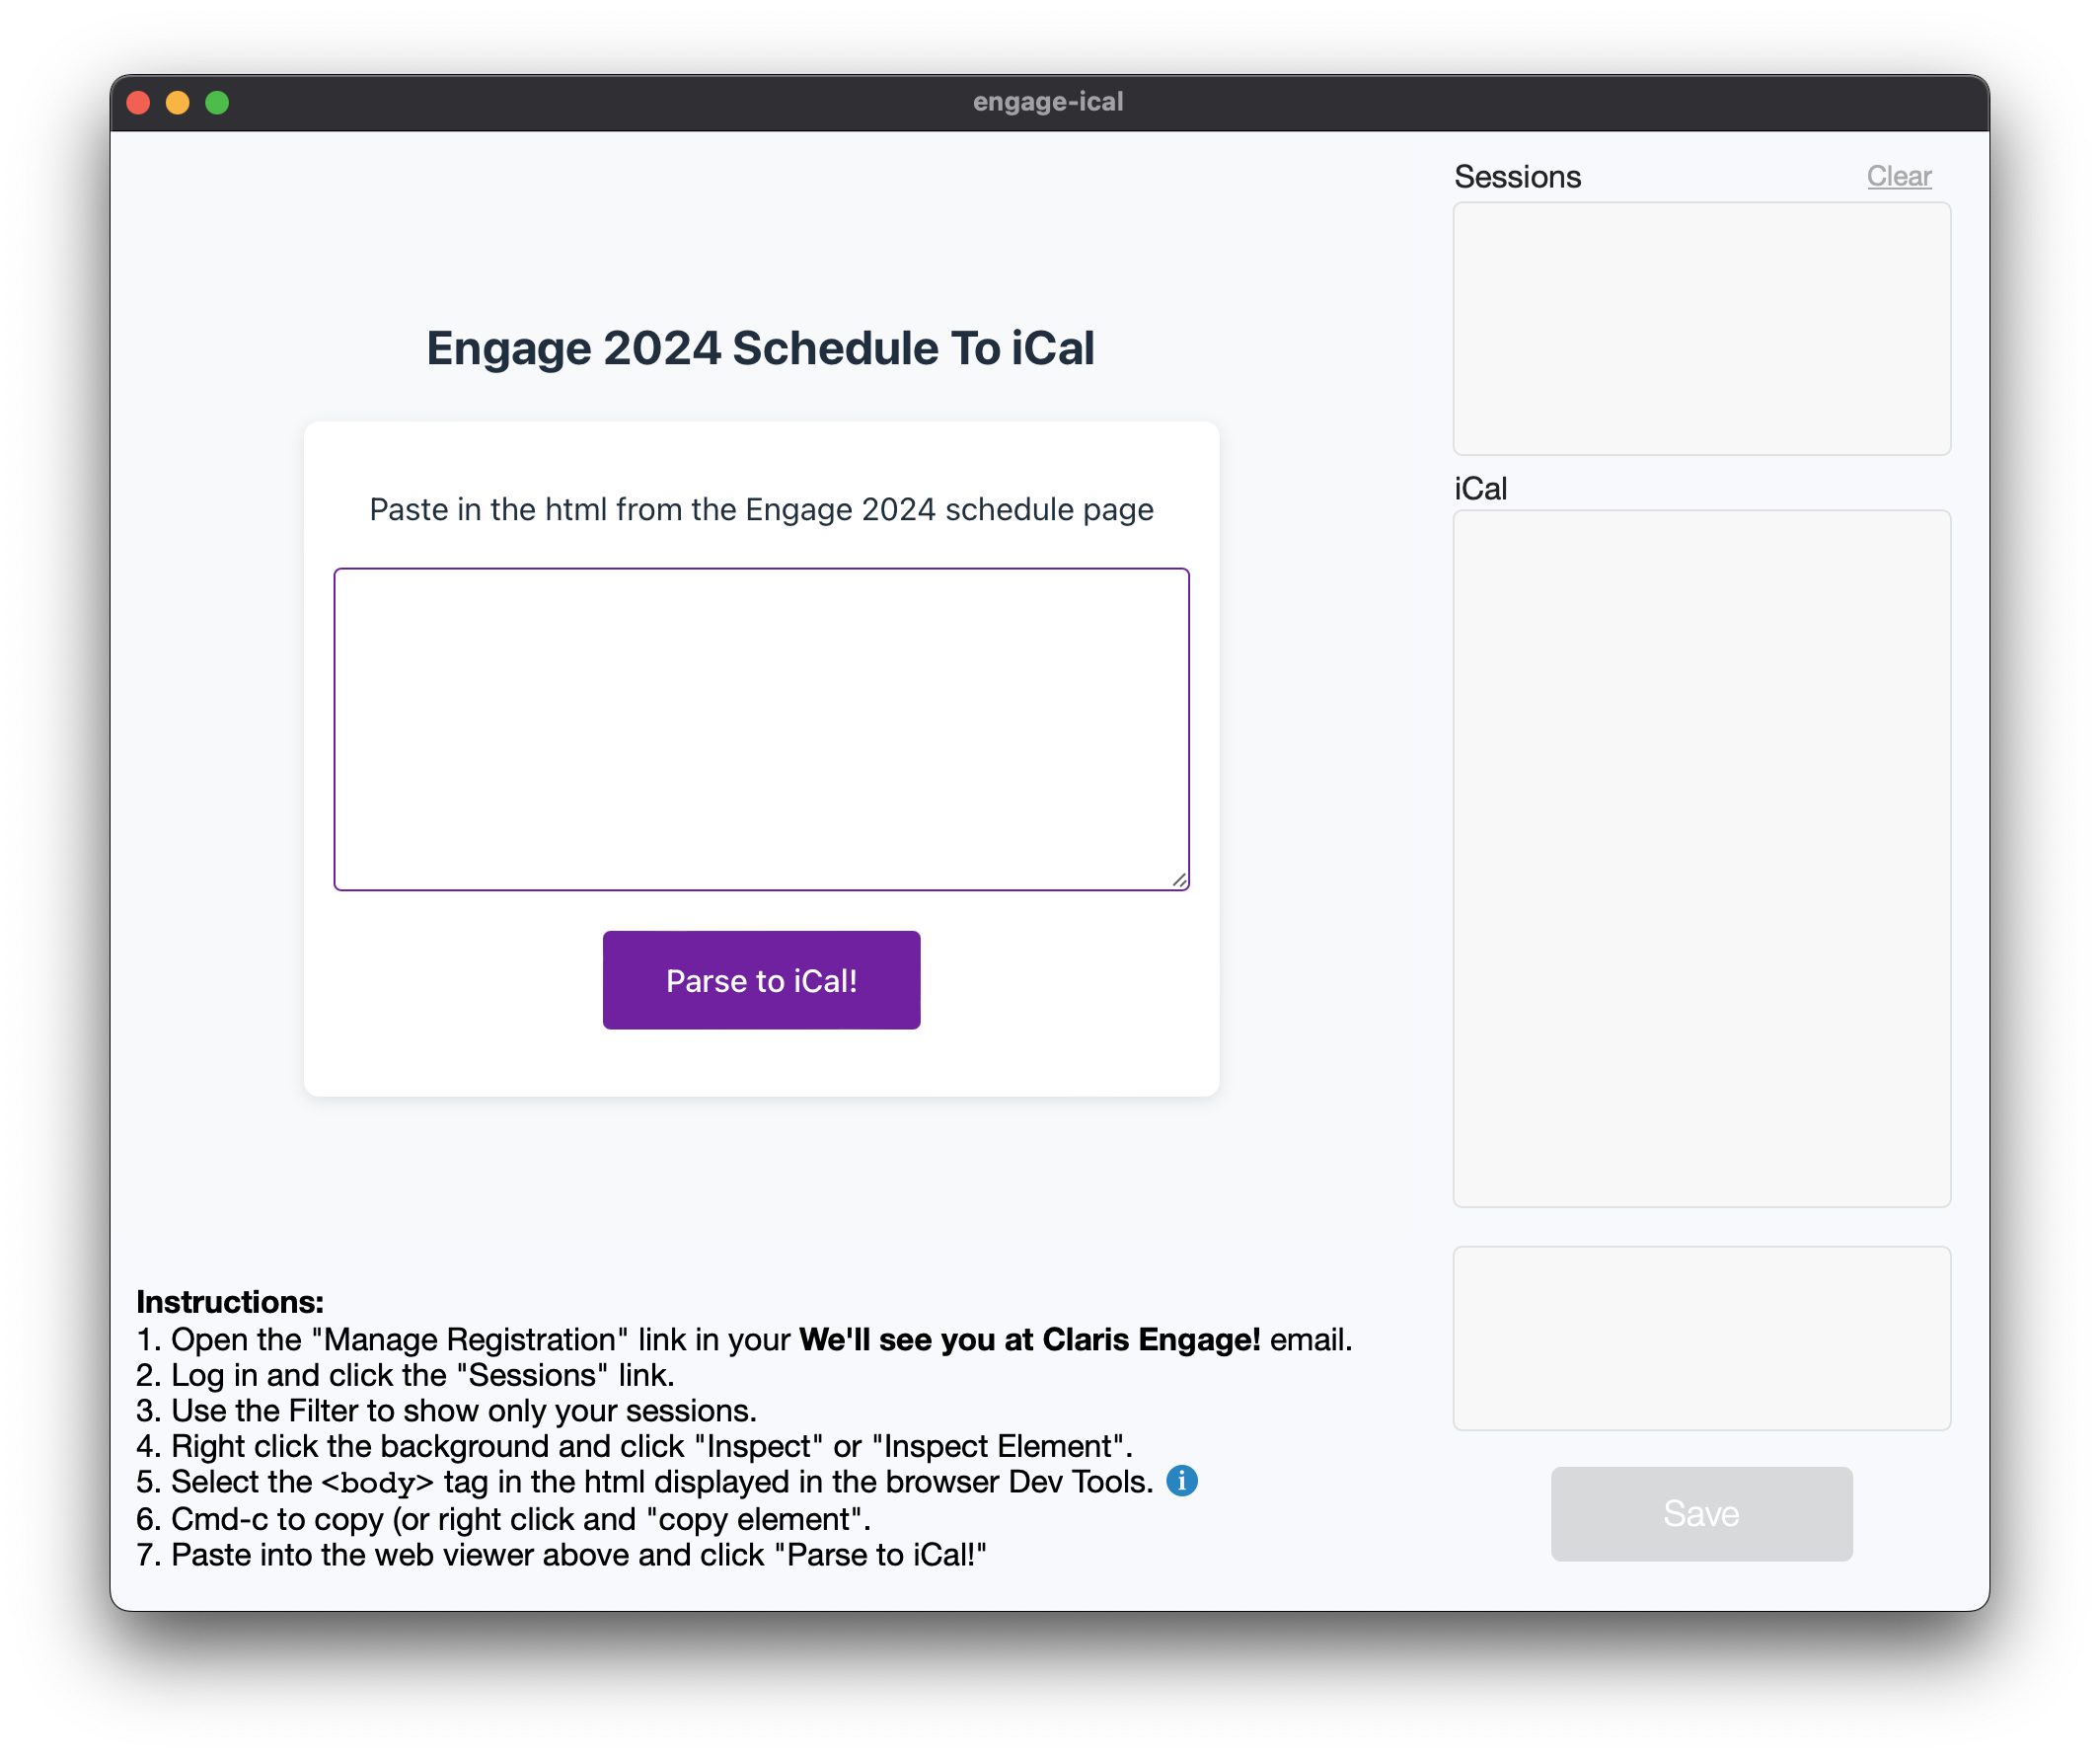 engage-ical
Engage 2024 Schedule To iCal
Paste in the html from the Engage 2024 schedule page
Parse to iCal!
Instructions:
1. Open the "Manage Registration" link in your We'll see you at Claris Engage! email.
2. Log in and click the "Sessions" link.
3. Use the Filter to show only your sessions.
4. Right click the background and click "Inspect" or "Inspect Element".
5. Select the <body> tag in the html displayed in the browser Dev Tools. i
6. Cmd-c to copy (or right click and "copy element".
7. Paste into the web viewer above and click "Parse to iCal!"
Sessions Clear
iCal
Save